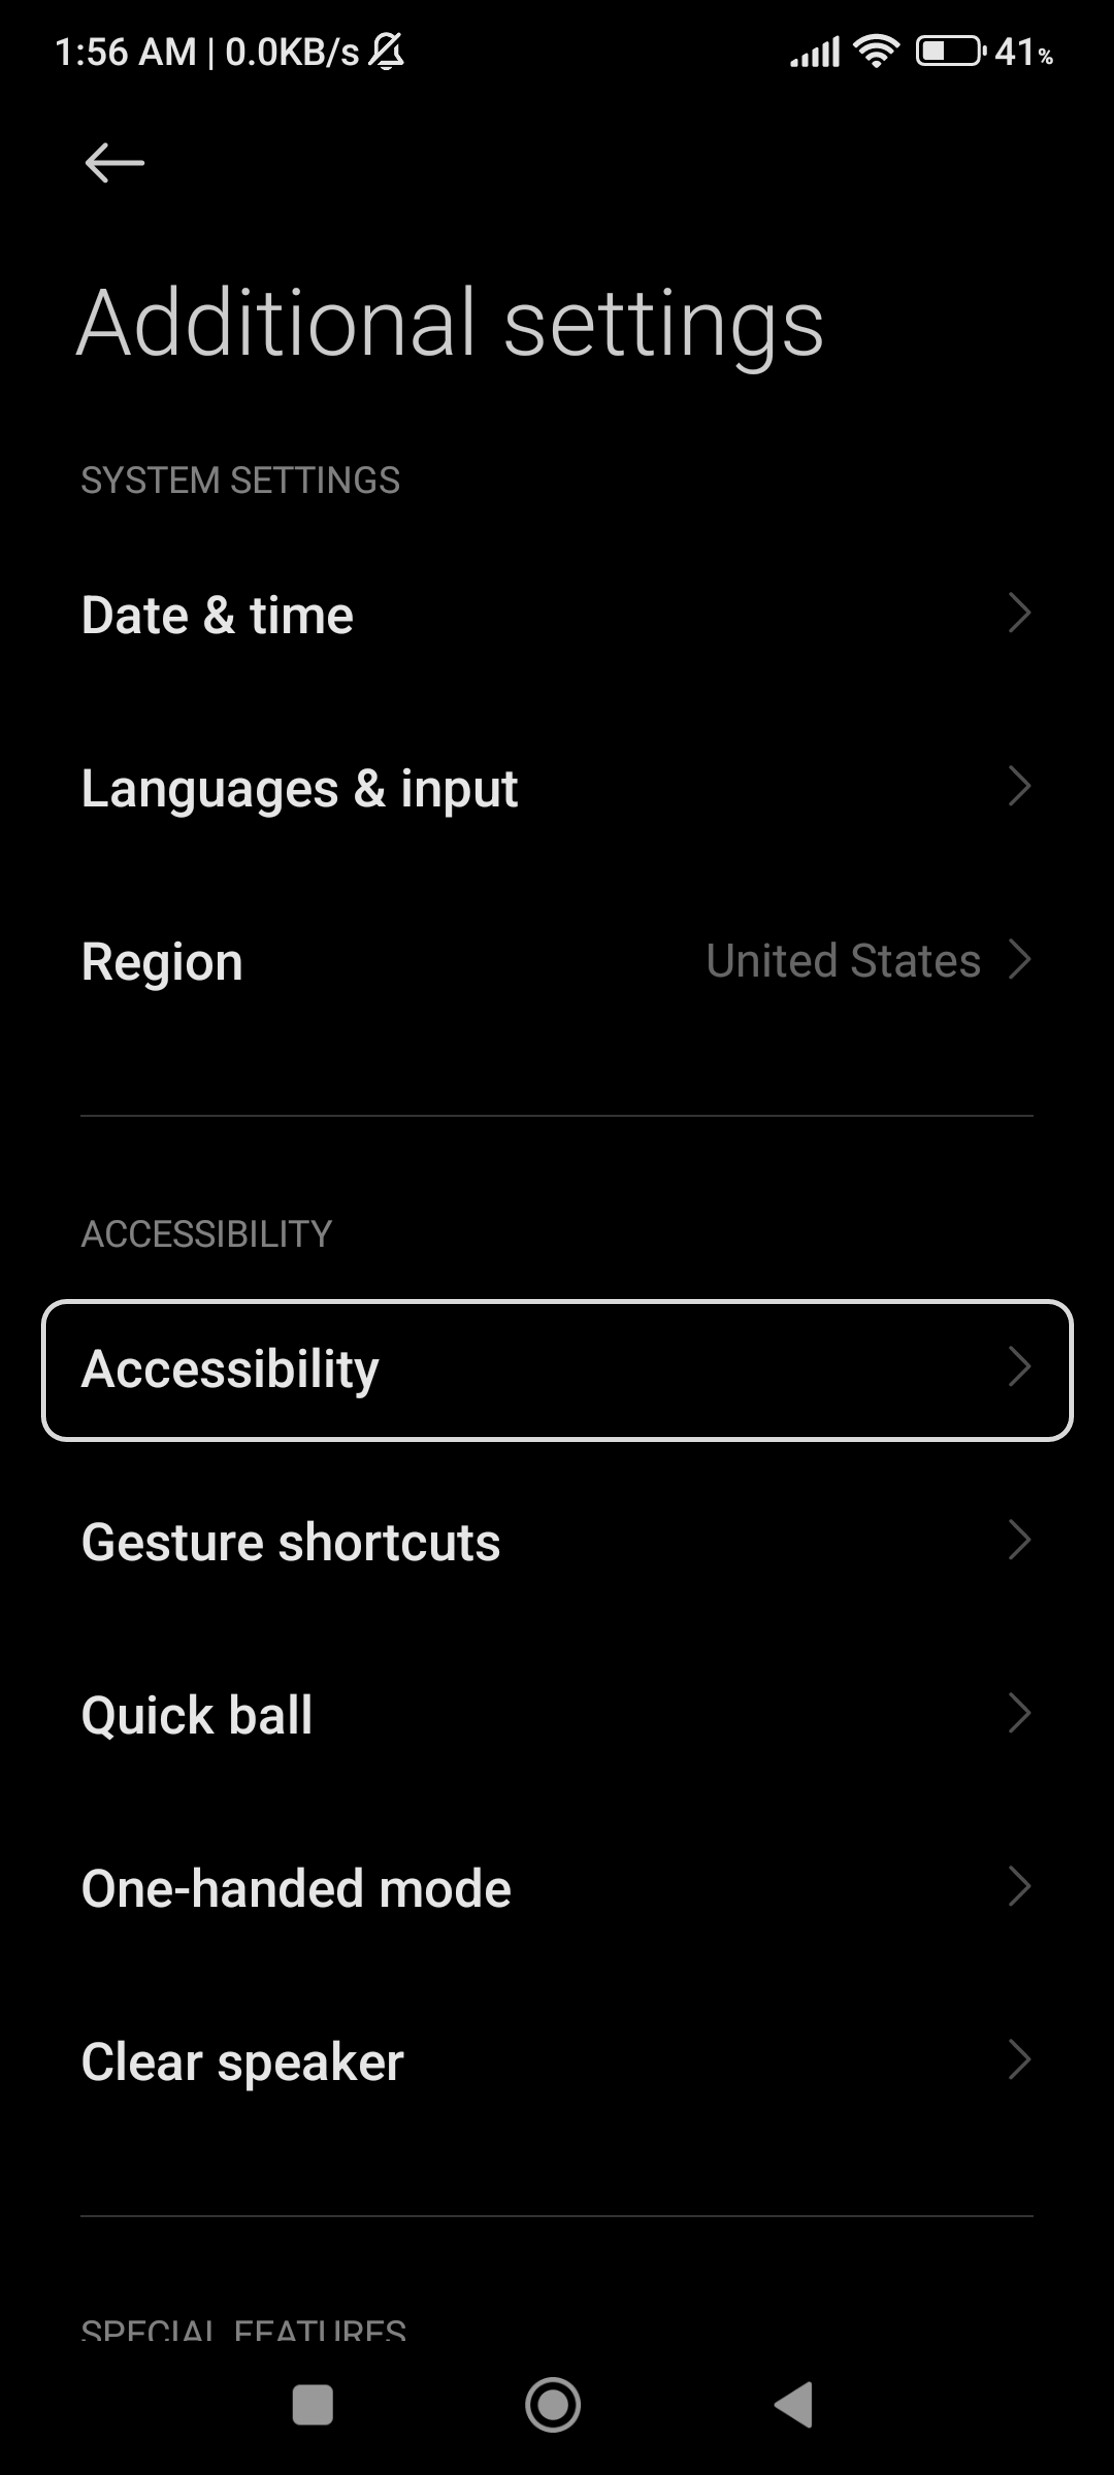 1:56 AM | 0.0KB/s 41%
Additional settings
SYSTEM SETTINGS
Date & time
Languages & input
Region United States
ACCESSIBILITY
Accessibility
Gesture shortcuts
Quick ball
One-handed mode
Clear speaker
SPECIAL FEATURES